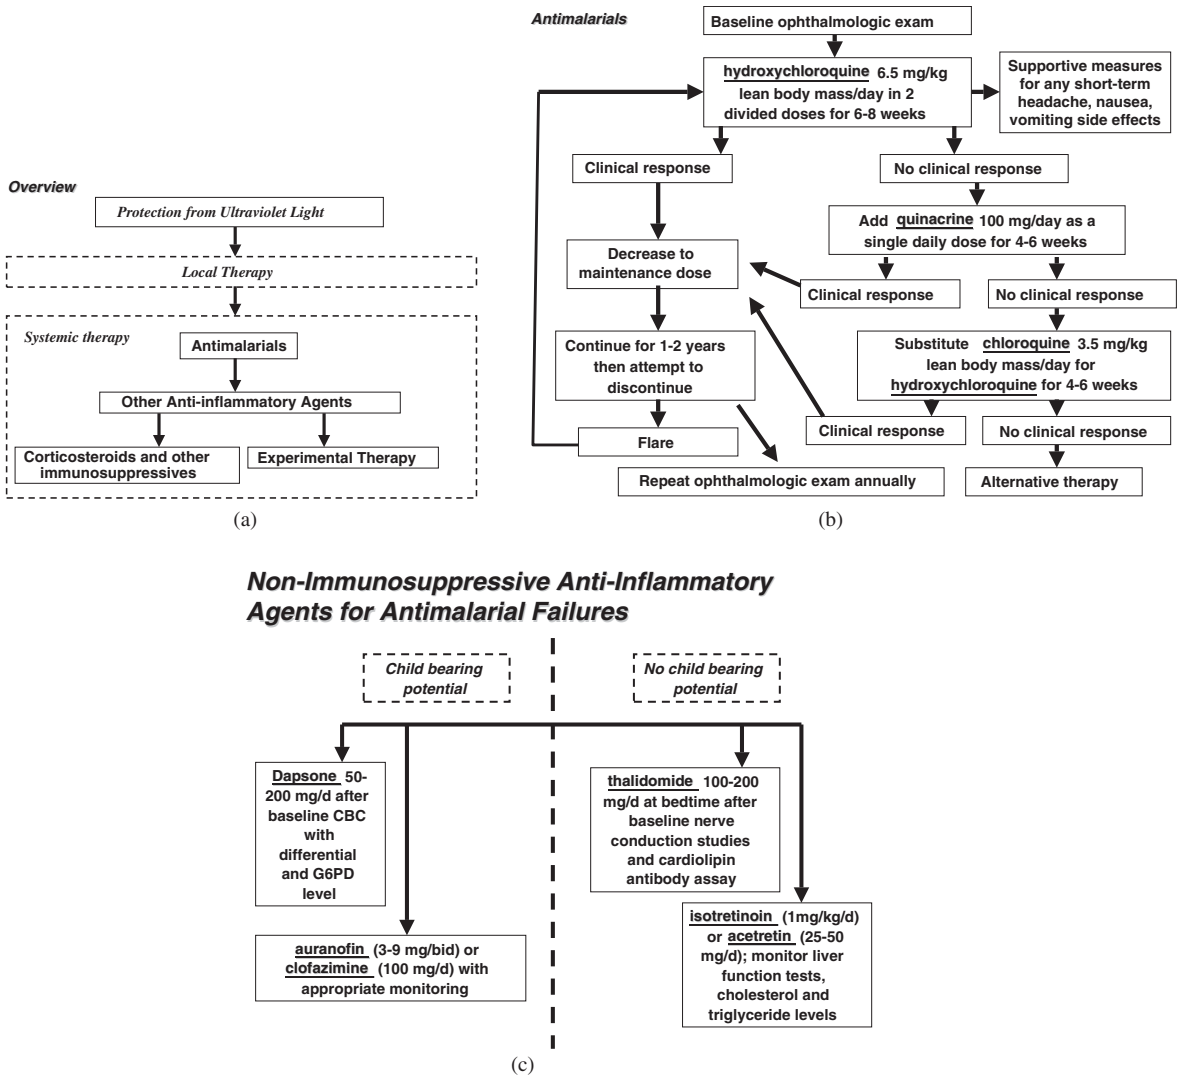 Overview
Protection from Ultraviolet Light
Local Therapy
Systemic therapy
Antimalarials
Other Anti-inflammatory Agents
Corticosteroids and other
immunosuppressives
Experimental Therapy
(a)
Antimalarials
Baseline ophthalmologic exam
hydroxychloroquine 6.5 mg/kg
lean body mass/day in 2
divided doses for 6-8 weeks
Supportive measures
for any short-term
headache, nausea,
vomiting side effects
Clinical response
No clinical response
Add quinacrine 100 mg/day as a
single daily dose for 4-6 weeks
Decrease to
maintenance dose
Clinical response
No clinical response
Continue for 1-2 years
then attempt to
discontinue
Substitute chloroquine 3.5 mg/kg
lean body mass/day for
hydroxychloroquine for 4-6 weeks
Flare
Clinical response
No clinical response
Repeat ophthalmologic exam annually
Alternative therapy
(b)
Non-Immunosuppressive Anti-Inflammatory
Agents for Antimalarial Failures
Child bearing
potential
No child bearing
potential
Dapsone 50-
200 mg/d after
baseline CBC
with
differential
and G6PD
level
auranofin (3-9 mg/bid) or
clofazimine (100 mg/d) with
appropriate monitoring
thalidomide 100-200
mg/d at bedtime after
baseline nerve
conduction studies
and cardiolipin
antibody assay
isotretinoin (1mg/kg/d)
or acetretin (25-50
mg/d); monitor liver
function tests,
cholesterol and
triglyceride levels
(c)